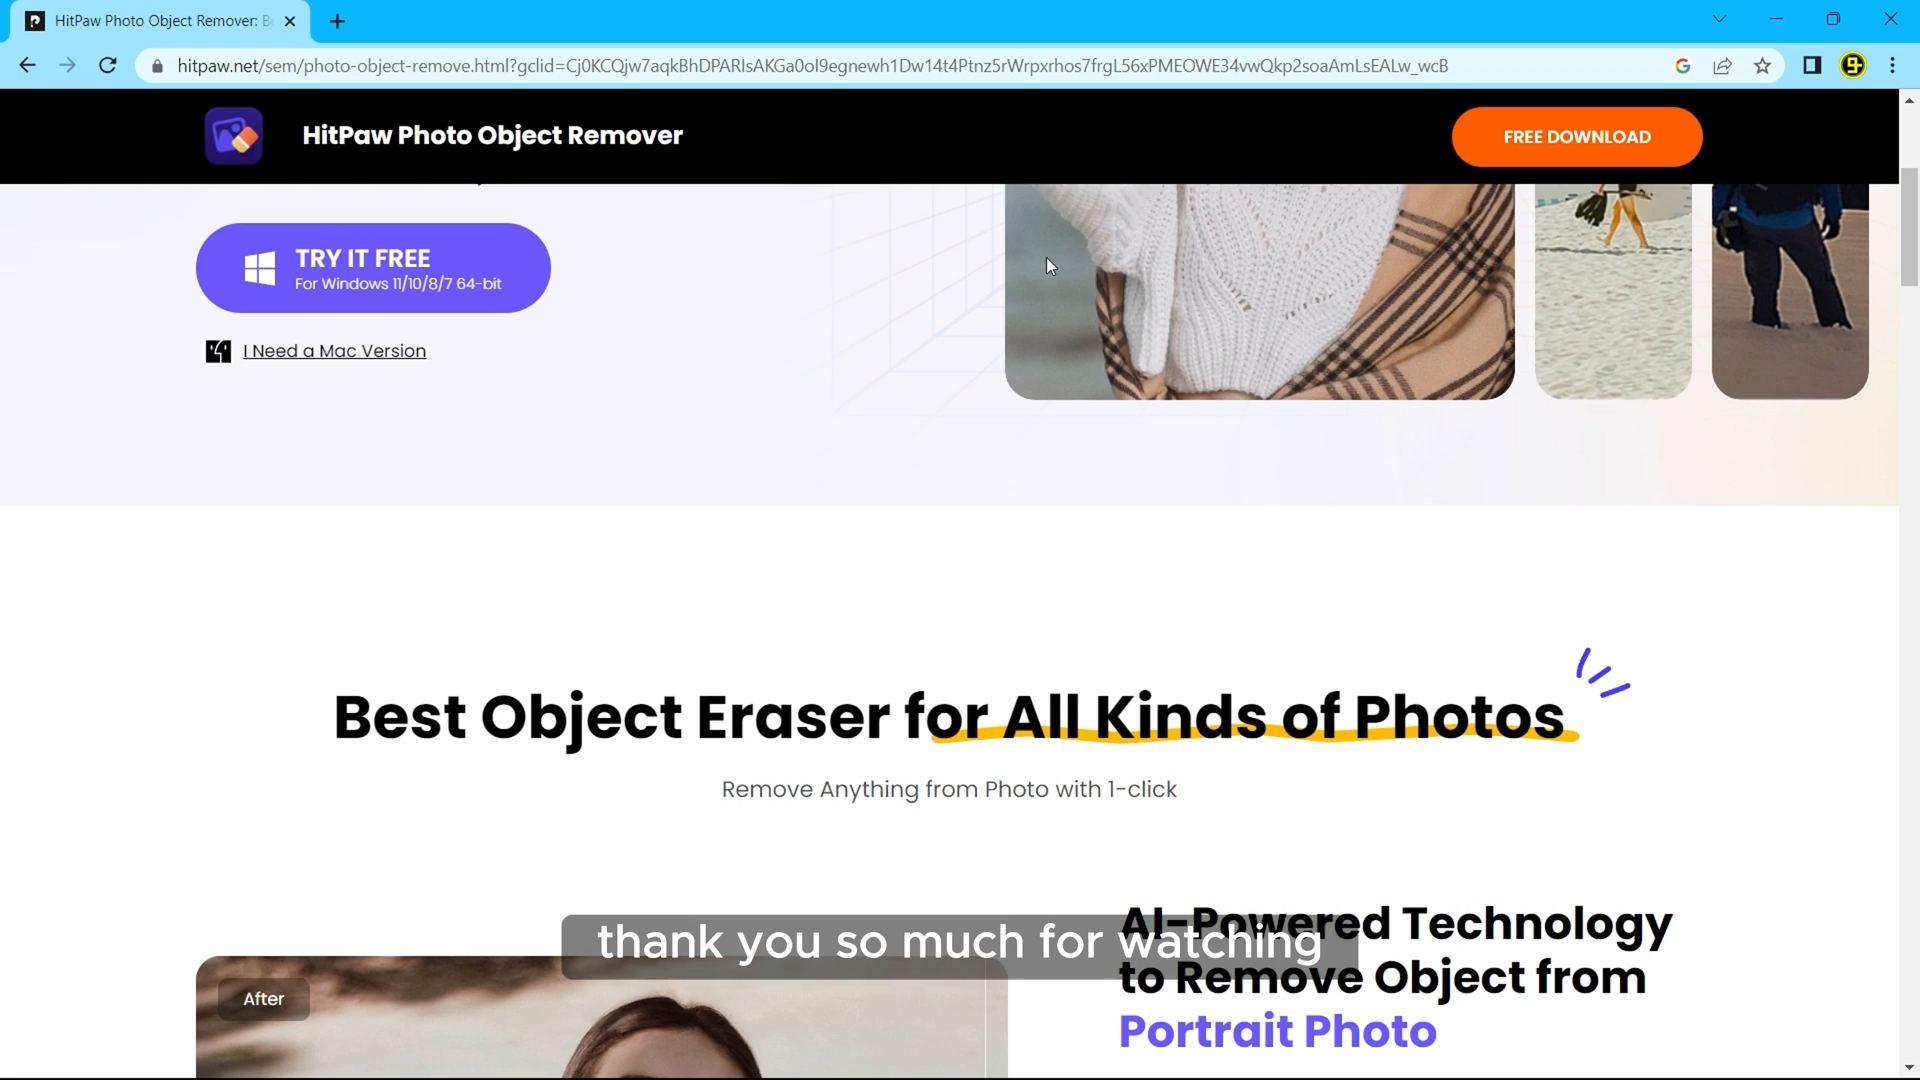 HitPaw Photo Object Remover: Be
hitpaw.net/sem/photo-object-remove.html?gclid=Cj0KCQjw7aqkBhDPARIsAKGa0oI9egnewh1Dw14t4Ptnz5rWrpxrhos7frgL56xPMEOWE34vwQkp2soaAmLsEALw_wcB
HitPaw Photo Object Remover
FREE DOWNLOAD
TRY IT FREE
For Windows 11/10/8/7 64-bit
I Need a Mac Version
Best Object Eraser for All Kinds of Photos
Remove Anything from Photo with 1-click
AI-Powered Technology
to Remove Object from
Portrait Photo
thank you so much for watching
After